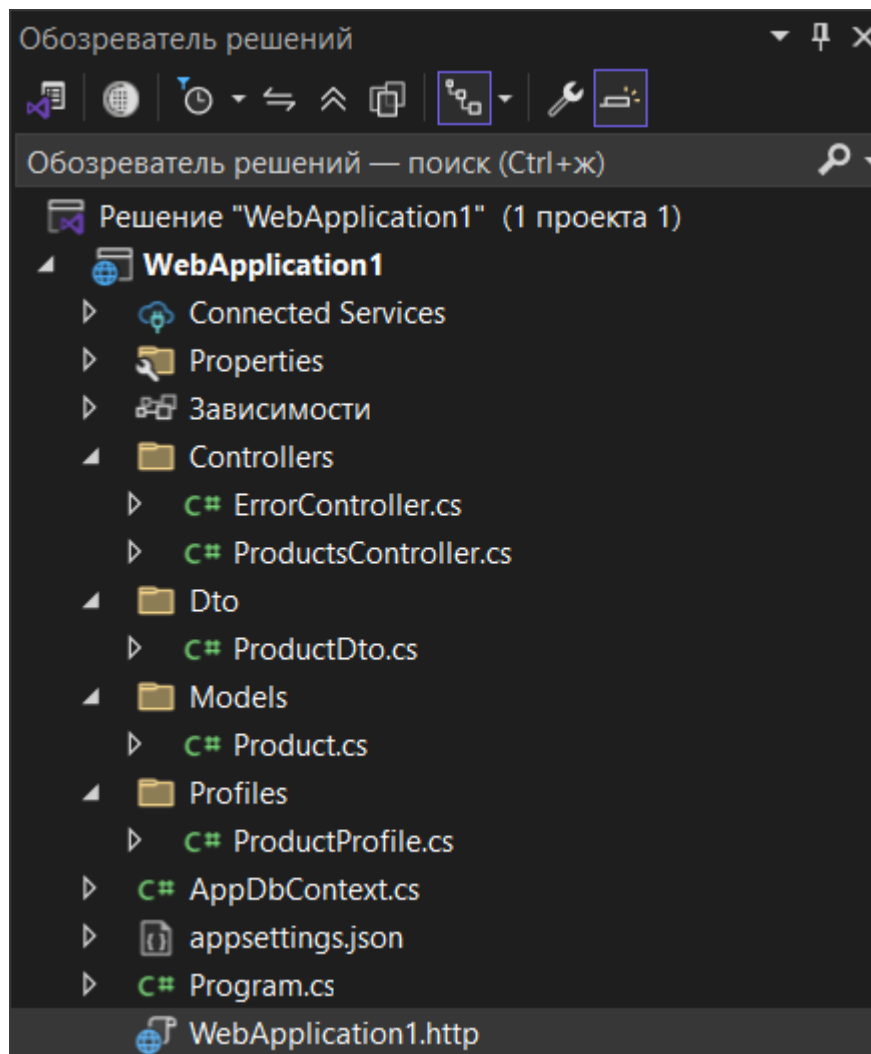 Обозреватель решений
Обозреватель решений — поиск (Ctrl+ж)
Решение "WebApplication1" (1 проекта 1)
WebApplication1
Connected Services
Properties
Зависимости
Controllers
C# ErrorController.cs
C# ProductsController.cs
Dto
C# ProductDto.cs
Models
C# Product.cs
Profiles
C# ProductProfile.cs
C# AppDbContext.cs
appsettings.json
C# Program.cs
WebApplication1.http